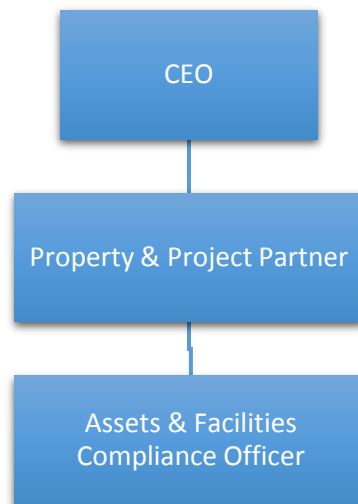 CEO
Property & Project Partner
Assets & Facilities
Compliance Officer